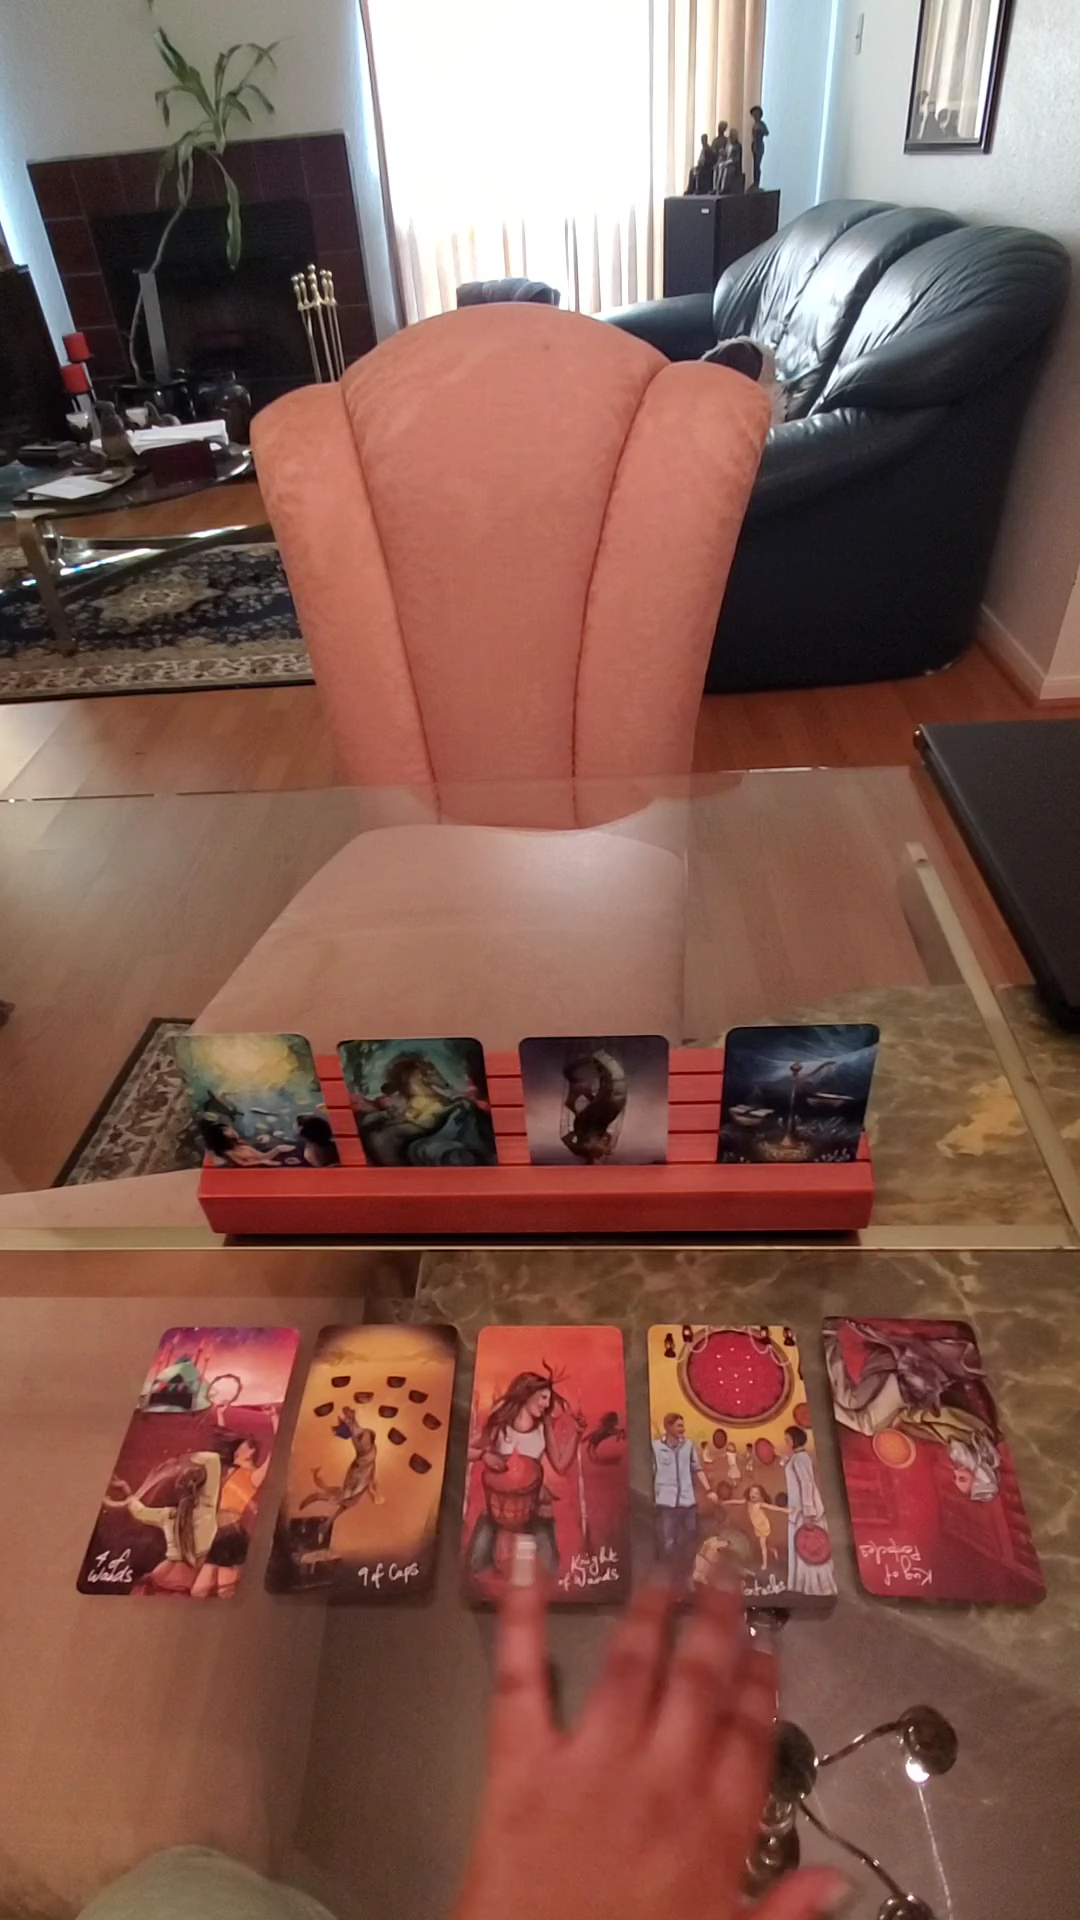 4 of
Wands
9 of Cups
Knight
of Wands
King of
Pentacles